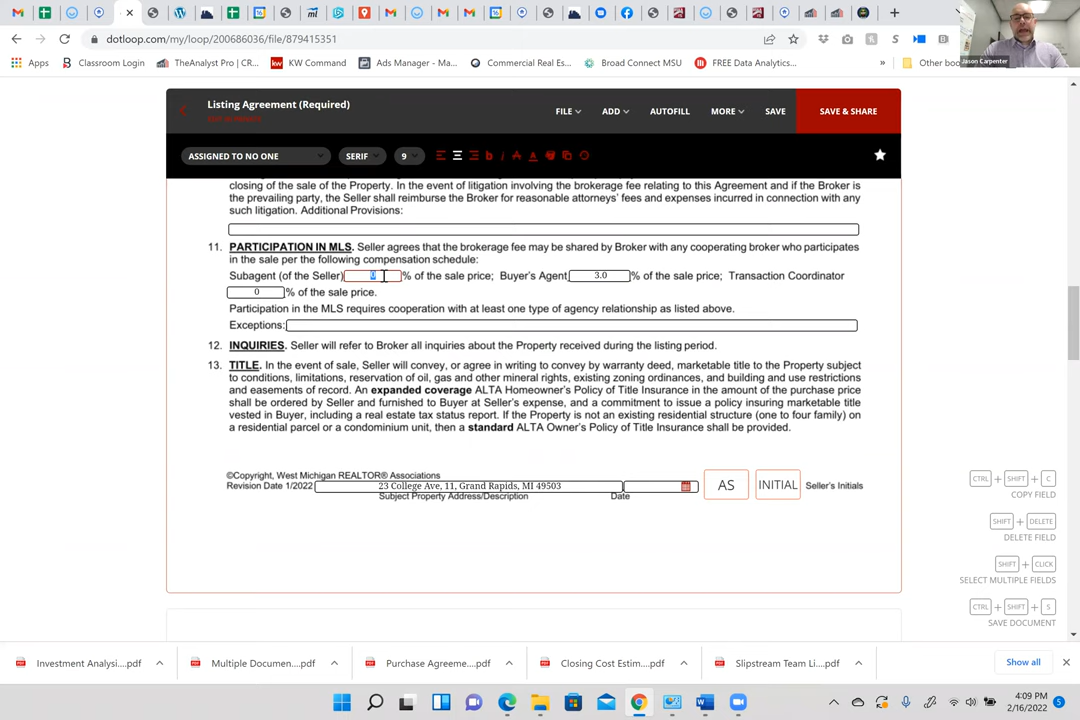 dotloop.com/my/loop/200686036/file/879415351
Apps
Classroom Login
TheAnalyst Pro | CR...
KW Command
Ads Manager - Ma...
Commercial Real Es...
Broad Connect MSU
FREE Data Analytics...
»
Other boo
Jason Carpenter
Listing Agreement (Required)
FILE
ADD
AUTOFILL
MORE
SAVE
SAVE & SHARE
ASSIGNED TO NO ONE
SERIF
9
closing of the sale of the Property. In the event of litigation involving the brokerage fee relating to this Agreement and if the Broker is
the prevailing party, the Seller shall reimburse the Broker for reasonable attorneys' fees and expenses incurred in connection with any
such litigation. Additional Provisions:
11. PARTICIPATION IN MLS. Seller agrees that the brokerage fee may be shared by Broker with any cooperating broker who participates
in the sale per the following compensation schedule:
Subagent (of the Seller) 0 % of the sale price; Buyer's Agent 3.0 % of the sale price; Transaction Coordinator
0 % of the sale price.
Participation in the MLS requires cooperation with at least one type of agency relationship as listed above.
Exceptions:
12. INQUIRIES. Seller will refer to Broker all inquiries about the Property received during the listing period.
13. TITLE. In the event of sale, Seller will convey, or agree in writing to convey by warranty deed, marketable title to the Property subject
to conditions, limitations, reservation of oil, gas and other mineral rights, existing zoning ordinances, and building and use restrictions
and easements of record. An expanded coverage ALTA Homeowner's Policy of Title Insurance in the amount of the purchase price
shall be ordered by Seller and furnished to Buyer at Seller's expense, and a commitment to issue a policy insuring marketable title
vested in Buyer, including a real estate tax status report. If the Property is not an existing residential structure (one to four family) on
a residential parcel or a condominium unit, then a standard ALTA Owner's Policy of Title Insurance shall be provided.
©Copyright, West Michigan REALTOR® Associations
Revision Date 1/2022 23 College Ave, 11, Grand Rapids, MI 49503
Subject Property Address/Description Date
AS
INITIAL
Seller's Initials
CTRL + SHIFT + C
COPY FIELD
SHIFT + DELETE
DELETE FIELD
SHIFT + CLICK
SELECT MULTIPLE FIELDS
CTRL + SHIFT + S
SAVE DOCUMENT
Investment Analysi....pdf
Multiple Documen....pdf
Purchase Agreeme....pdf
Closing Cost Estim....pdf
Slipstream Team Li....pdf
Show all
4:09 PM
2/16/2022
5